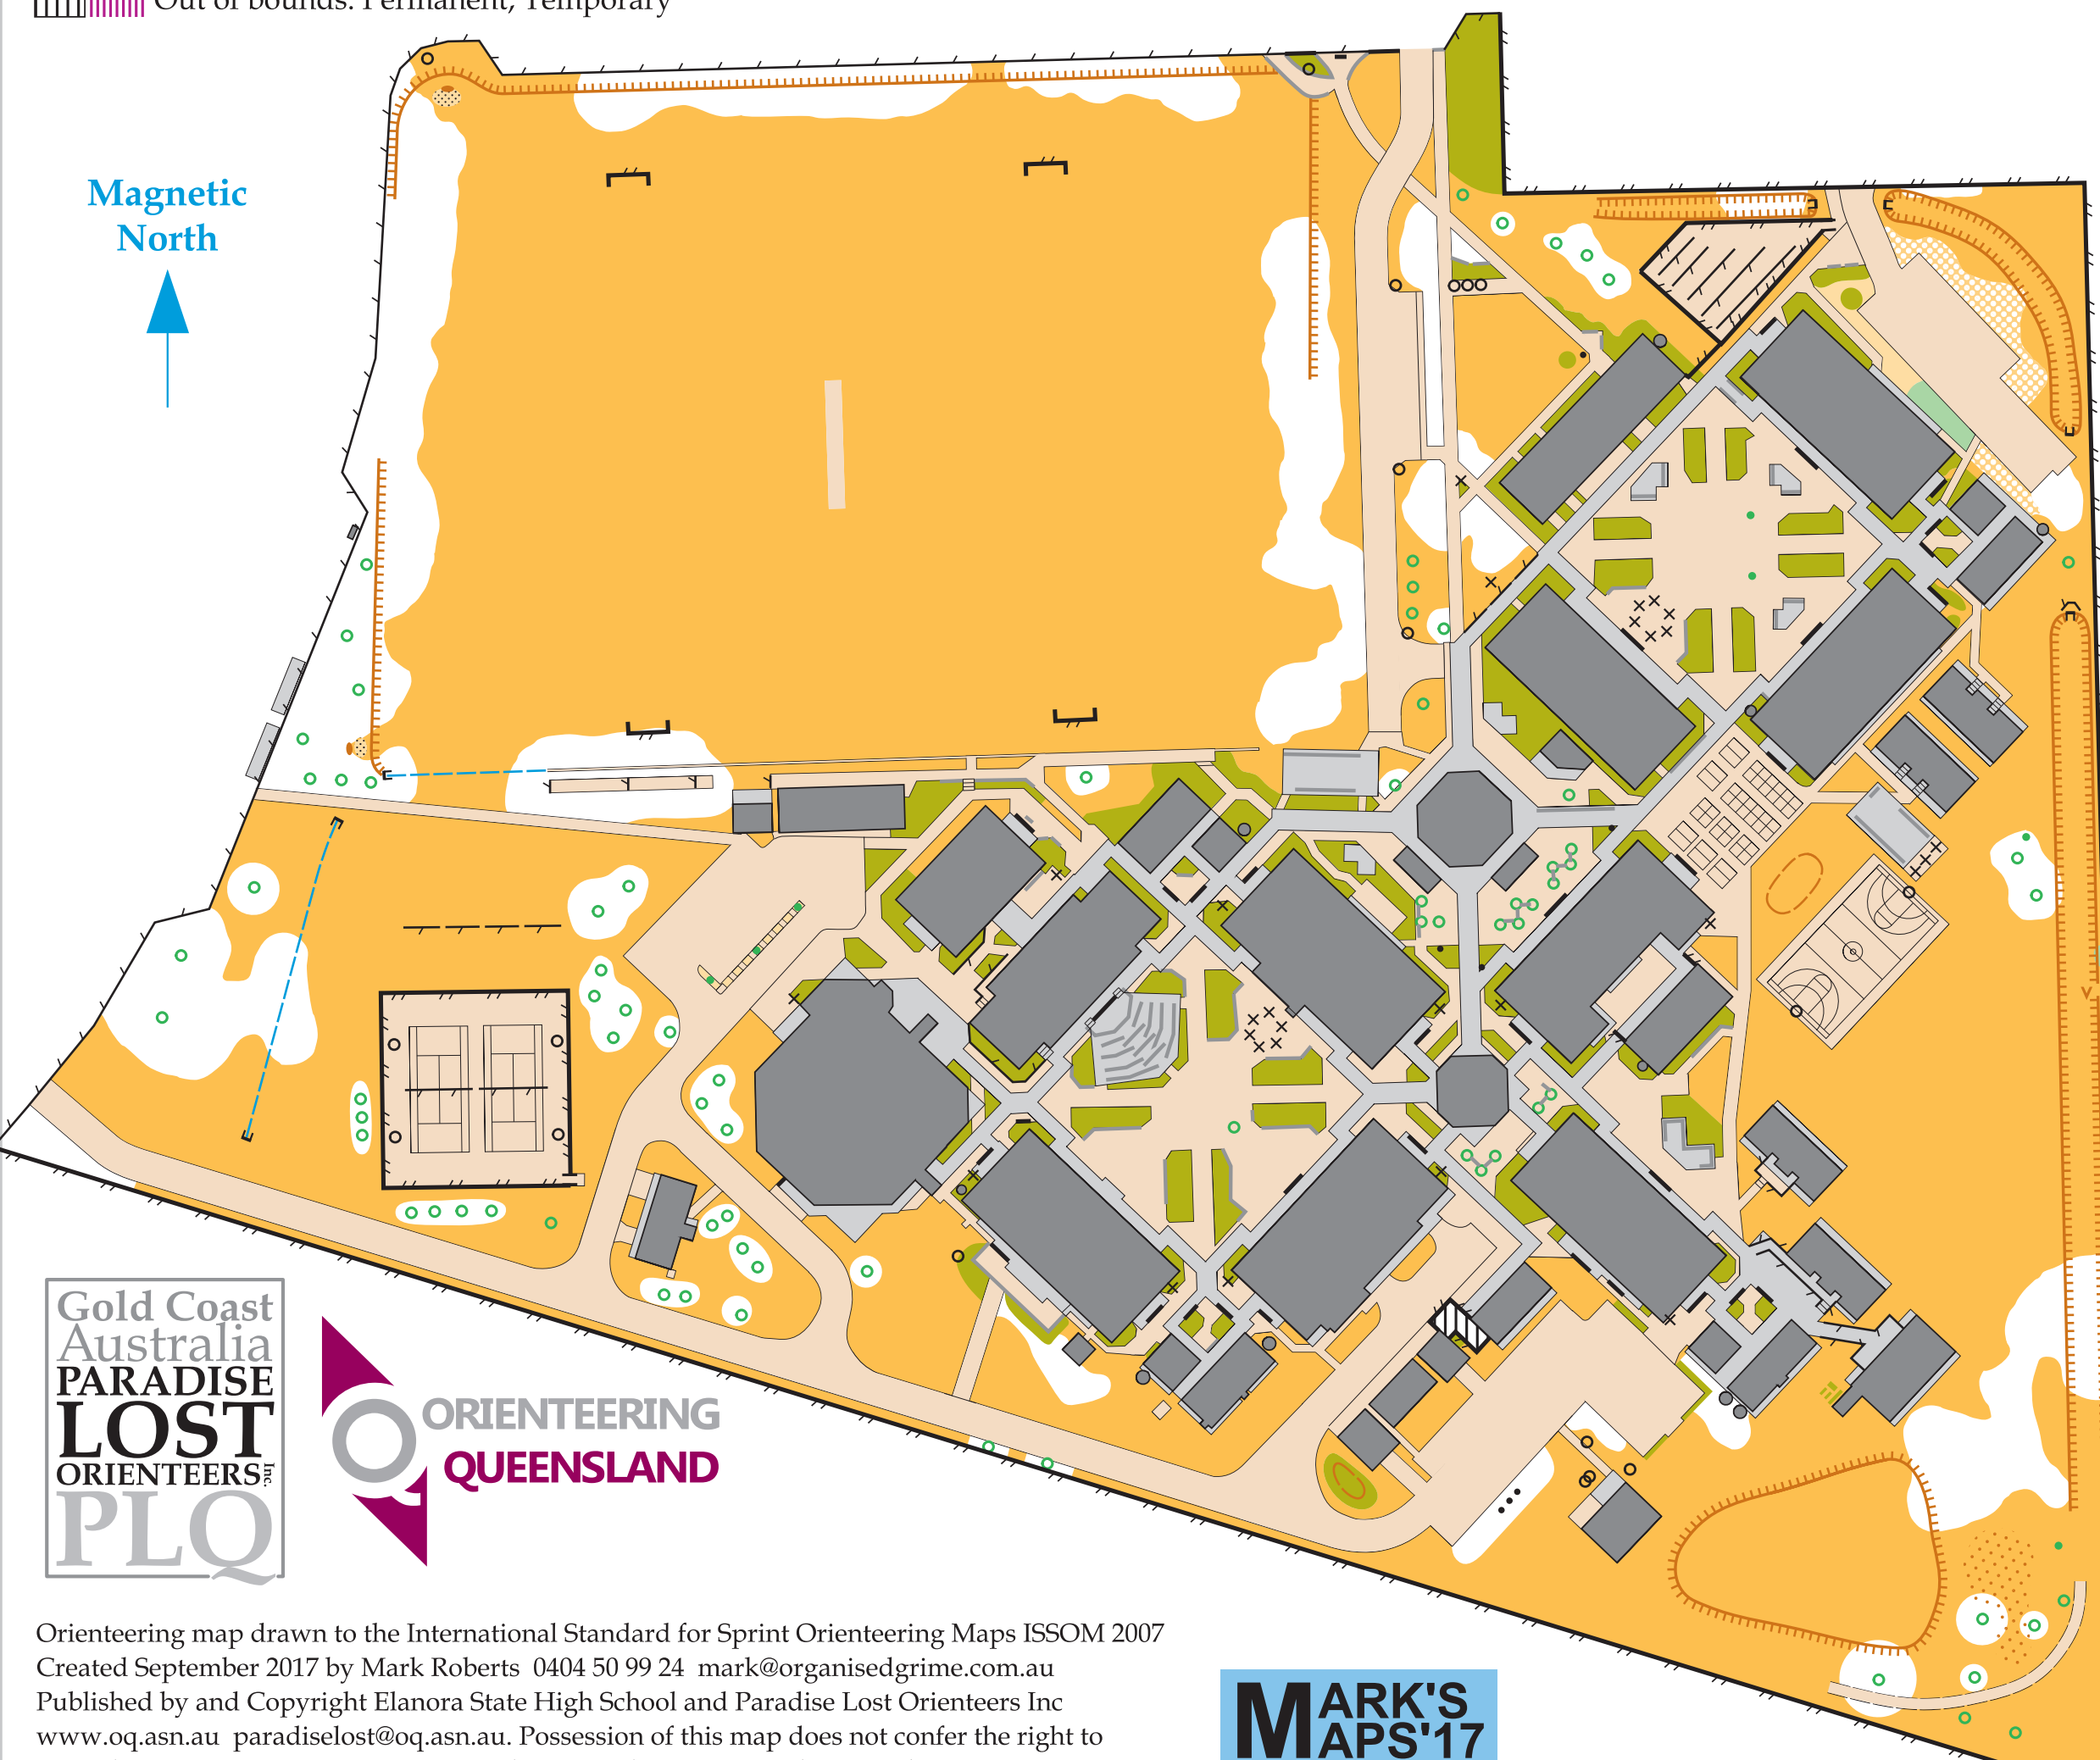 Out of bounds: Permanent, Temporary
Magnetic
North
Gold Coast
Australia
PARADISE
LOST
ORIENTEERS Inc.
PLO
ORIENTEERING
QUEENSLAND
Orienteering map drawn to the International Standard for Sprint Orienteering Maps ISSOM 2007
Created September 2017 by Mark Roberts 0404 50 99 24 mark@organisedgrime.com.au
Published by and Copyright Elanora State High School and Paradise Lost Orienteers Inc
www.oq.asn.au paradiselost@oq.asn.au. Possession of this map does not confer the right to
MARK'S
MAPS'17